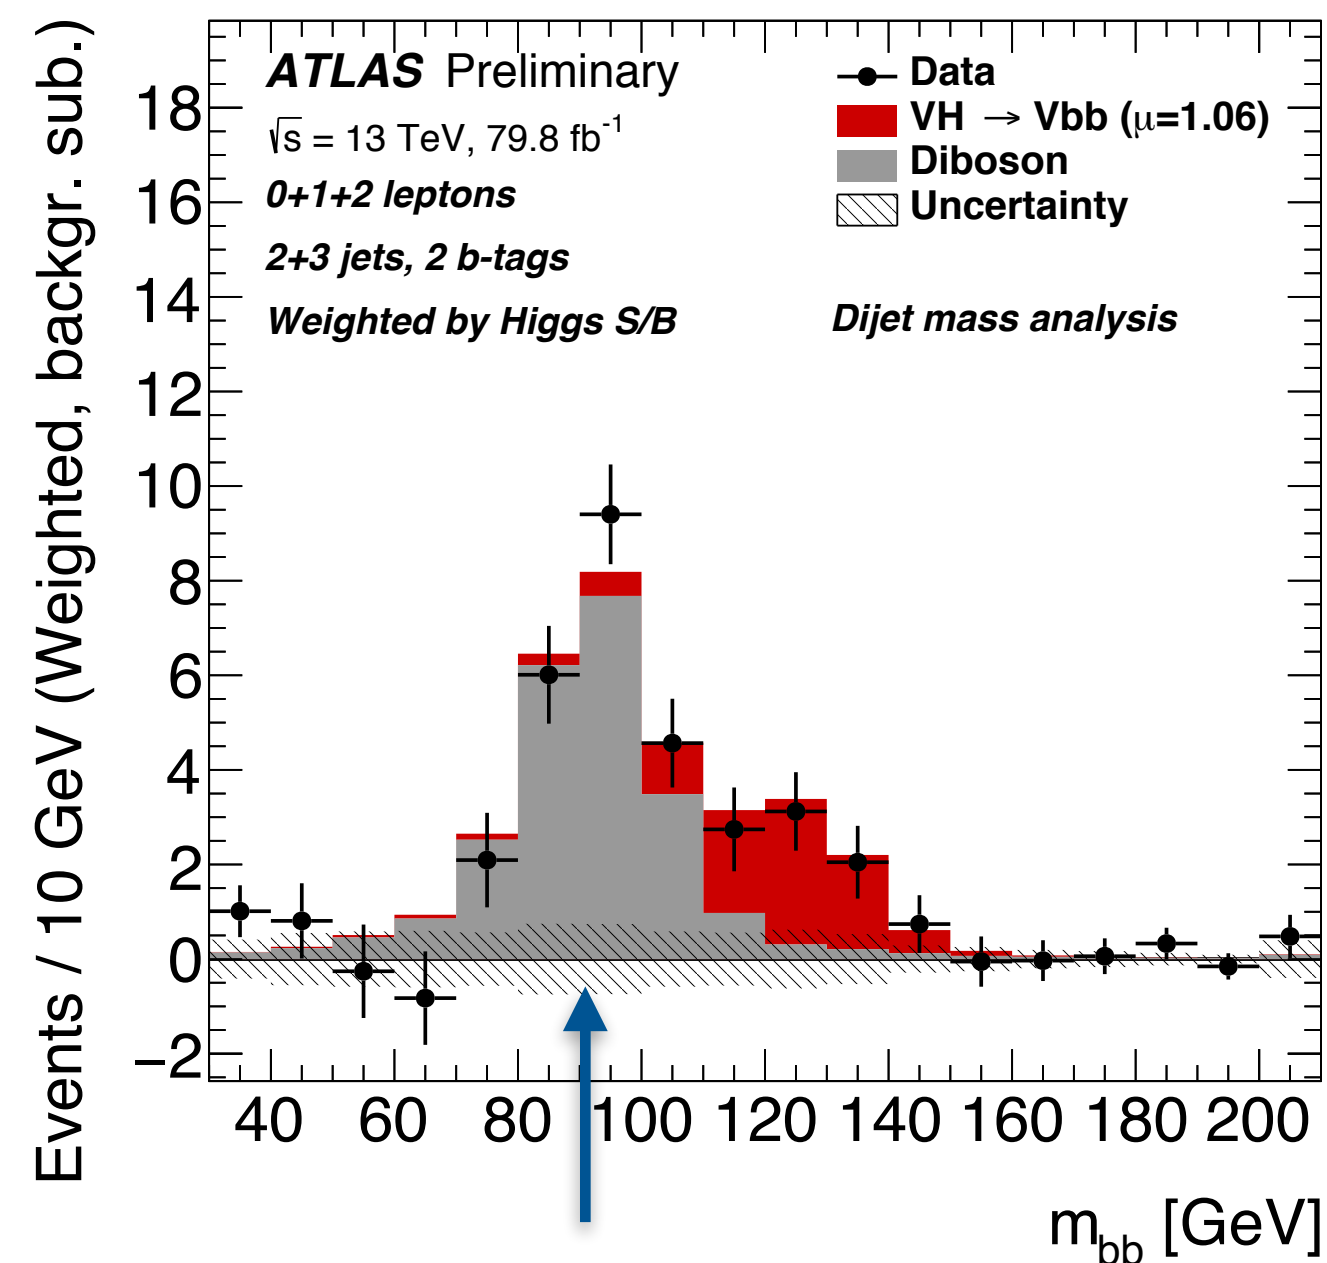 Events / 10 GeV (Weighted, backgr. sub.)
18
16
14
12
10
8
6
4
2
0
−2
ATLAS Preliminary
√s = 13 TeV, 79.8 fb⁻¹
0+1+2 leptons
2+3 jets, 2 b-tags
Weighted by Higgs S/B
Data
VH → Vbb (μ=1.06)
Diboson
Uncertainty
Dijet mass analysis
40 60 80 100 120 140 160 180 200
m_bb [GeV]